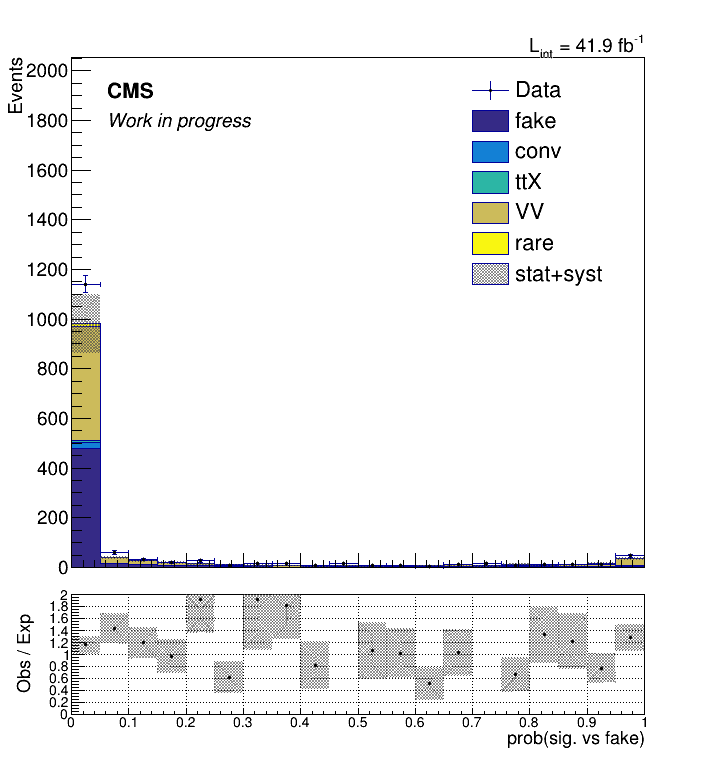 L_int = 41.9 fb^-1
Events
CMS
Work in progress
Data
fake
conv
ttX
VV
rare
stat+syst
2000
1800
1600
1400
1200
1000
800
600
400
200
0
Obs / Exp
2
1.8
1.6
1.4
1.2
1
0.8
0.6
0.4
0.2
0
0 0.1 0.2 0.3 0.4 0.5 0.6 0.7 0.8 0.9 1
prob(sig. vs fake)